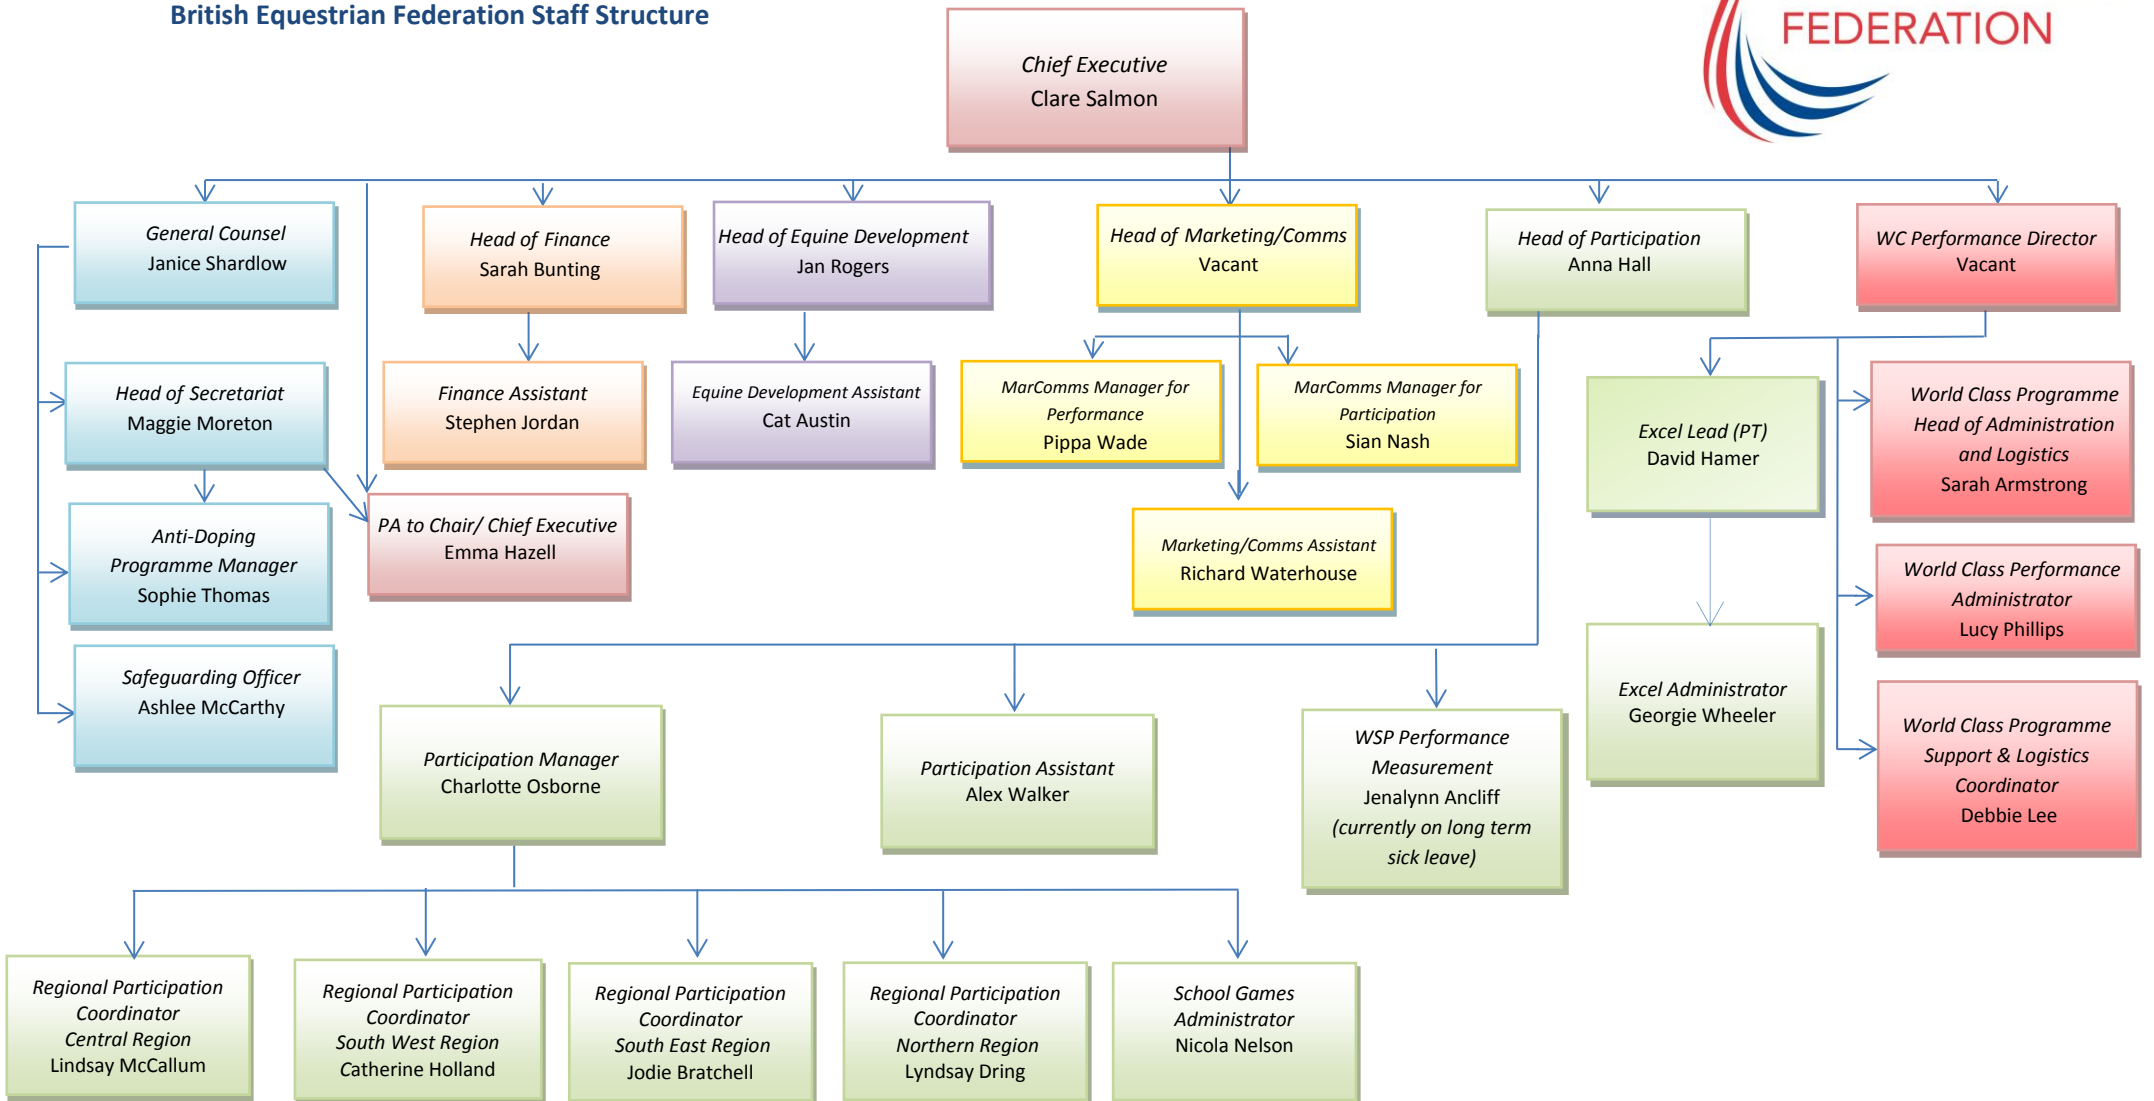 British Equestrian Federation Staff Structure
FEDERATION
Chief Executive
Clare Salmon
General Counsel
Janice Shardlow
Head of Finance
Sarah Bunting
Head of Equine Development
Jan Rogers
Head of Marketing/Comms
Vacant
Head of Participation
Anna Hall
WC Performance Director
Vacant
Head of Secretariat
Maggie Moreton
Finance Assistant
Stephen Jordan
Equine Development Assistant
Cat Austin
MarComms Manager for
Performance
Pippa Wade
MarComms Manager for
Participation
Sian Nash
Excel Lead (PT)
David Hamer
World Class Programme
Head of Administration
and Logistics
Sarah Armstrong
Anti-Doping
Programme Manager
Sophie Thomas
PA to Chair/ Chief Executive
Emma Hazell
Marketing/Comms Assistant
Richard Waterhouse
World Class Performance
Administrator
Lucy Phillips
Safeguarding Officer
Ashlee McCarthy
Participation Manager
Charlotte Osborne
Participation Assistant
Alex Walker
WSP Performance
Measurement
Jenalynn Ancliff
(currently on long term
sick leave)
Excel Administrator
Georgie Wheeler
World Class Programme
Support & Logistics
Coordinator
Debbie Lee
Regional Participation
Coordinator
Central Region
Lindsay McCallum
Regional Participation
Coordinator
South West Region
Catherine Holland
Regional Participation
Coordinator
South East Region
Jodie Bratchell
Regional Participation
Coordinator
Northern Region
Lyndsay Dring
School Games
Administrator
Nicola Nelson